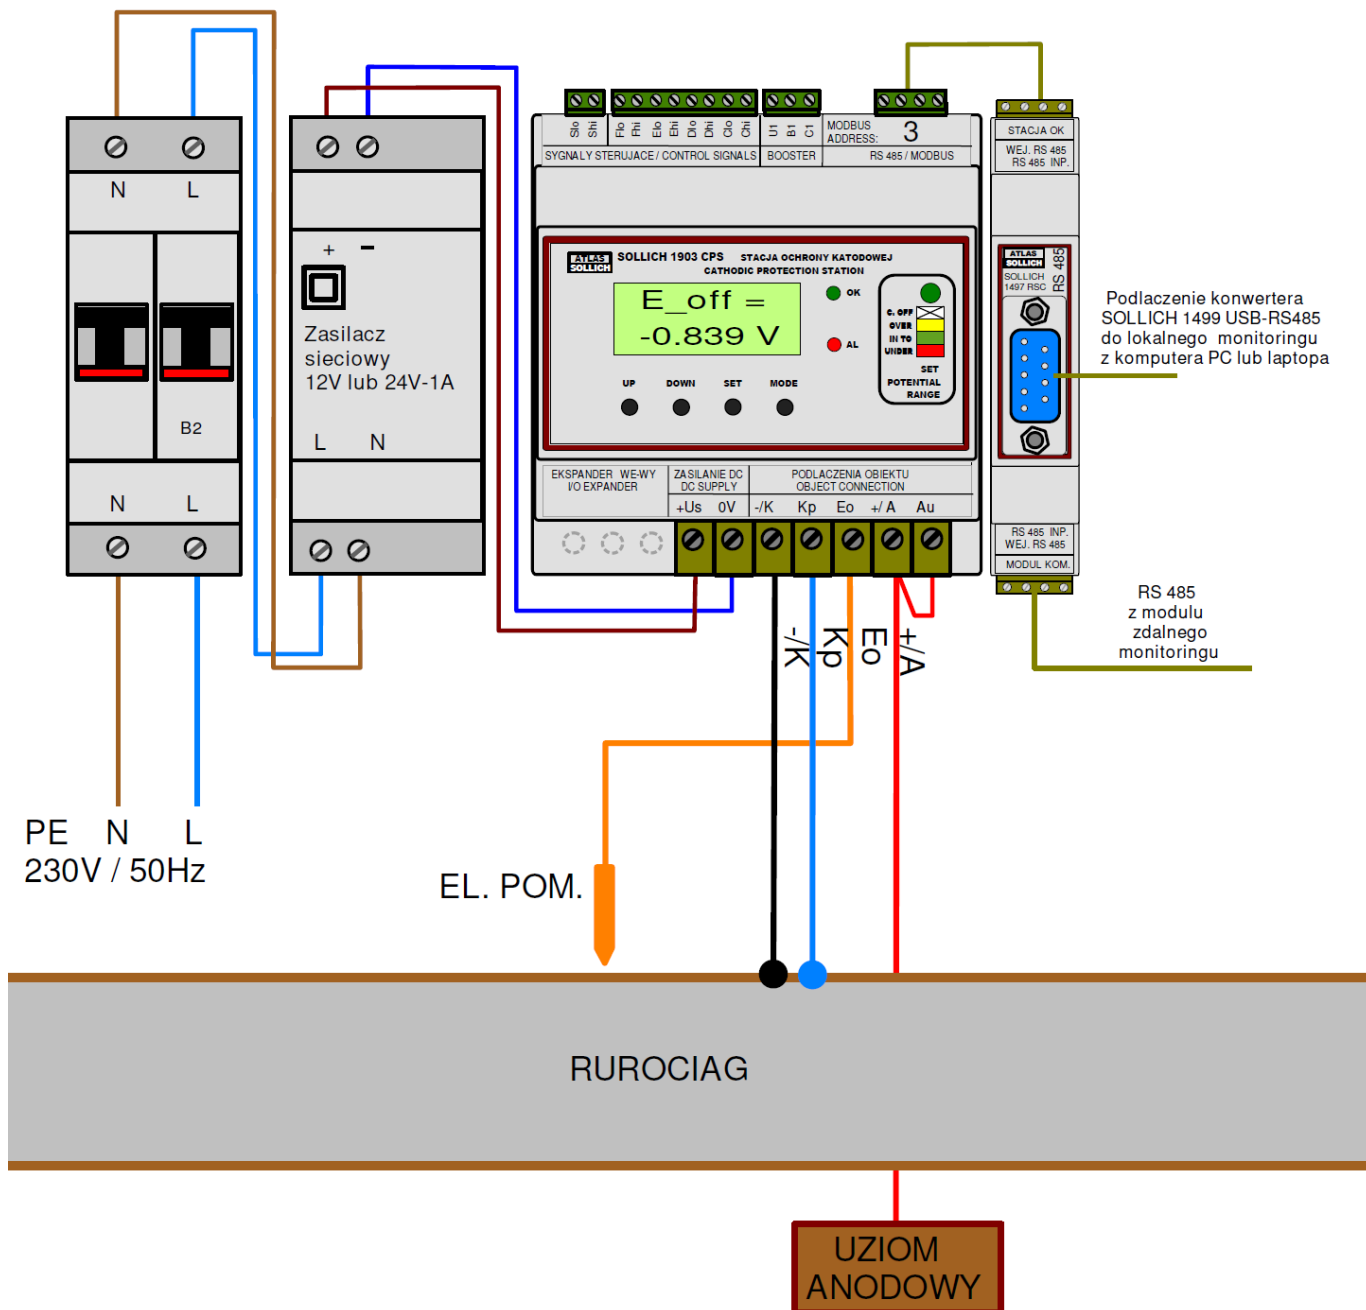 N L
B2
N L
PE N L
230V / 50Hz
+ −
Zasilacz
sieciowy
12V lub 24V-1A
L N
Slo Shi Flo Fhi Elo Ehi Dlo Dhi Clo Chi U1 B1 C1
MODBUS
ADDRESS: 3
SYGNALY STERUJACE / CONTROL SIGNALS BOOSTER RS 485 / MODBUS
ATLAS
SOLLICH
SOLLICH 1903 CPS STACJA OCHRONY KATODOWEJ
CATHODIC PROTECTION STATION
E_off =
-0.839 V
OK
AL
C. OFF
OVER
IN TO
UNDER
SET
POTENTIAL
RANGE
UP DOWN SET MODE
EKSPANDER WE-WY
I/O EXPANDER
ZASILANIE DC
DC SUPPLY
PODLACZENIA OBIEKTU
OBJECT CONNECTION
+Us 0V -/K Kp Eo +/ A Au
-/K
Kp
Eo
+/A
STACJA OK
WEJ. RS 485
RS 485 INP.
ATLAS
SOLLICH
SOLLICH
1497 RSC
RS 485
RS 485 INP.
WEJ. RS 485
MODUL KOM.
Podlaczenie konwertera
SOLLICH 1499 USB-RS485
do lokalnego monitoringu
z komputera PC lub laptopa
RS 485
z modulu
zdalnego
monitoringu
EL. POM.
RUROCIAG
UZIOM
ANODOWY